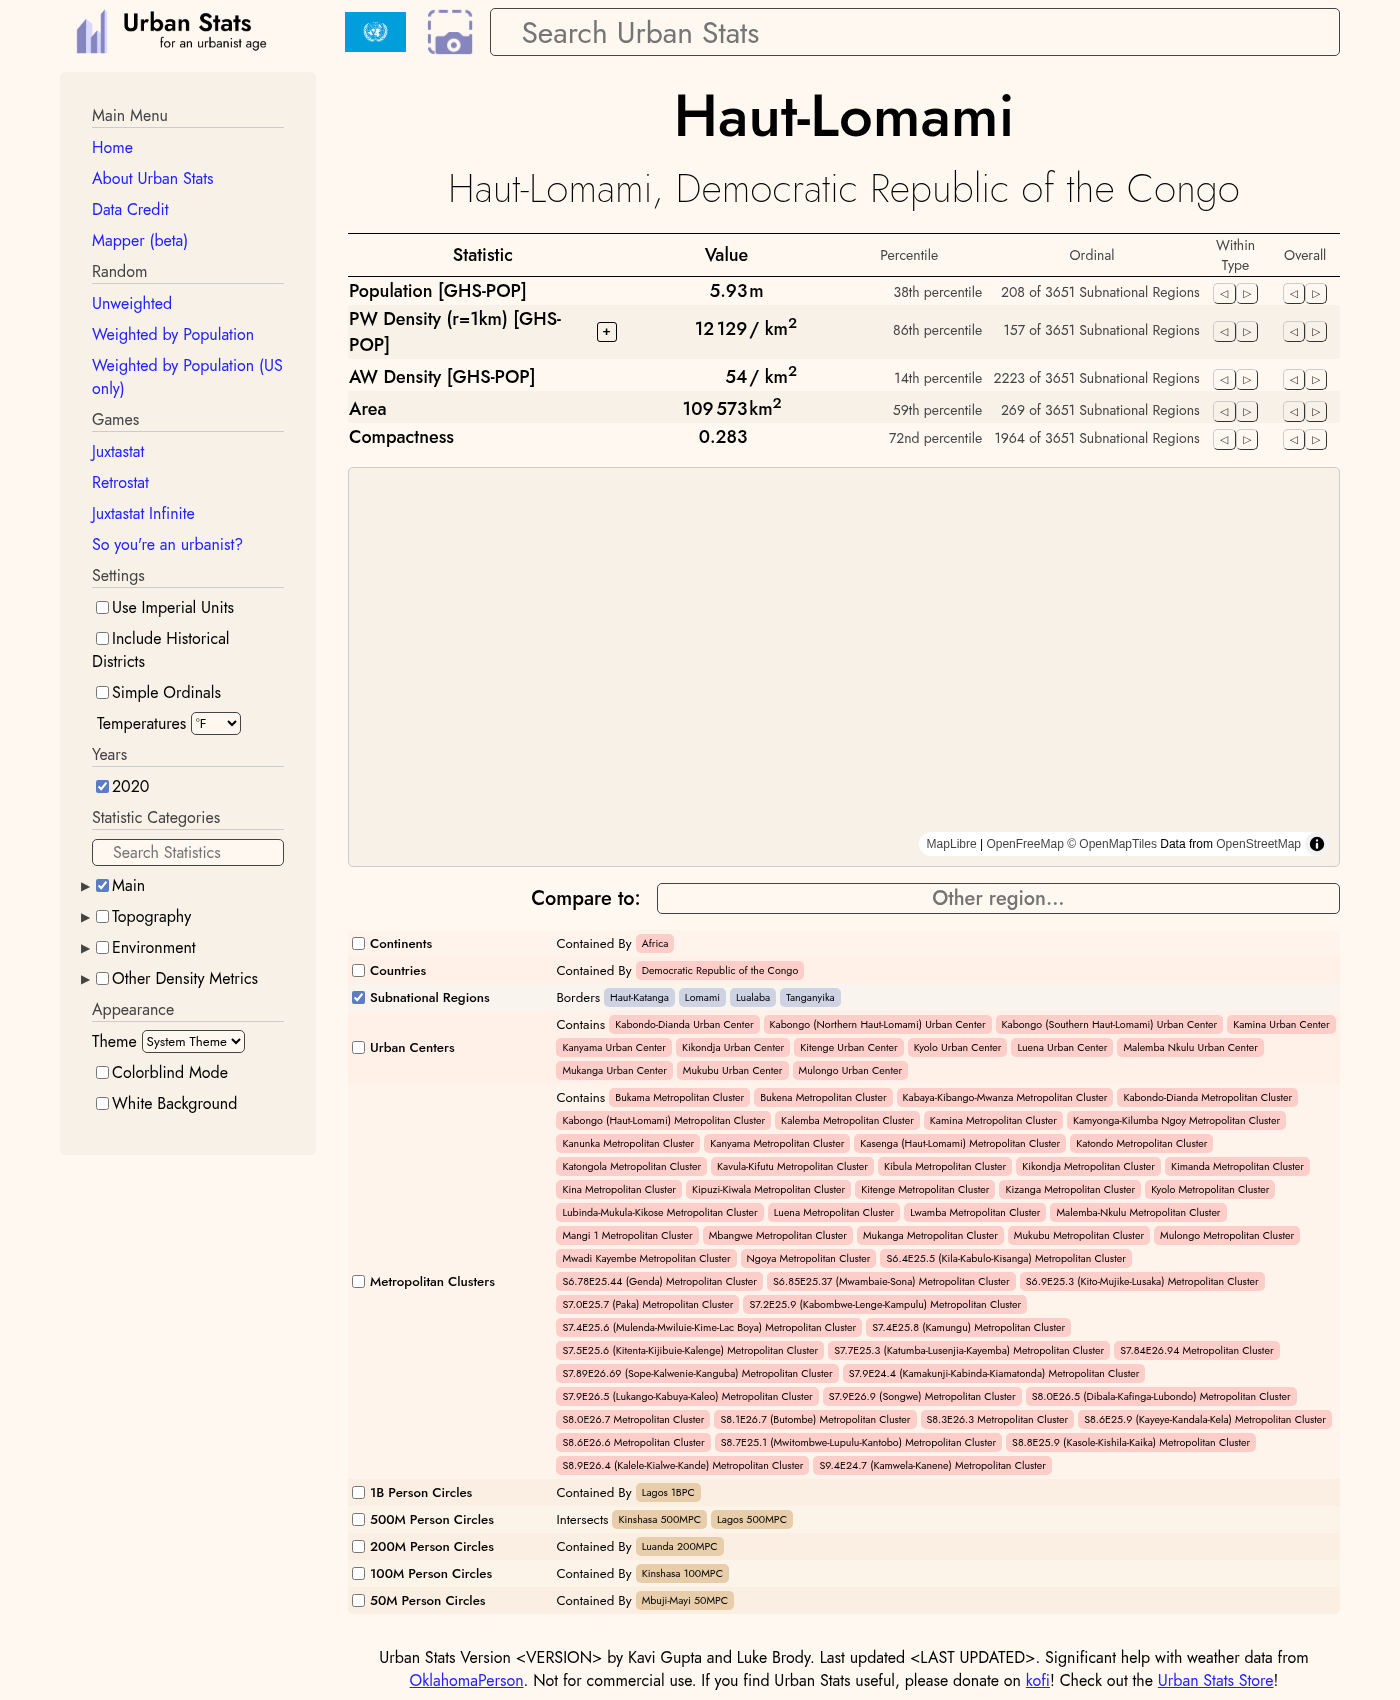 Urban Stats
for an urbanist age
Search Urban Stats
Main Menu
Home
About Urban Stats
Data Credit
Mapper (beta)
Random
Unweighted
Weighted by Population
Weighted by Population (US
only)
Games
Juxtastat
Retrostat
Juxtastat Infinite
So you're an urbanist?
Settings
Use Imperial Units
Include Historical
Districts
Simple Ordinals
Temperatures °F
Years
2020
Statistic Categories
Search Statistics
Main
Topography
Environment
Other Density Metrics
Appearance
Theme System Theme
Colorblind Mode
White Background
Haut-Lomami
Haut-Lomami, Democratic Republic of the Congo
Statistic Value Percentile Ordinal Within Type Overall
Population [GHS-POP] 5.93 m 38th percentile 208 of 3651 Subnational Regions
PW Density (r=1km) [GHS-
POP] + 12 129 / km2 86th percentile 157 of 3651 Subnational Regions
AW Density [GHS-POP] 54 / km2 14th percentile 2223 of 3651 Subnational Regions
Area 109 573 km2 59th percentile 269 of 3651 Subnational Regions
Compactness 0.283 72nd percentile 1964 of 3651 Subnational Regions
MapLibre | OpenFreeMap © OpenMapTiles Data from OpenStreetMap
Compare to: Other region...
Continents Contained By Africa
Countries Contained By Democratic Republic of the Congo
Subnational Regions Borders Haut-Katanga Lomami Lualaba Tanganyika
Urban Centers
Contains Kabondo-Dianda Urban Center Kabongo (Northern Haut-Lomami) Urban Center Kabongo (Southern Haut-Lomami) Urban Center Kamina Urban Center
Kanyama Urban Center Kikondja Urban Center Kitenge Urban Center Kyolo Urban Center Luena Urban Center Malemba Nkulu Urban Center
Mukanga Urban Center Mukubu Urban Center Mulongo Urban Center
Metropolitan Clusters
Contains Bukama Metropolitan Cluster Bukena Metropolitan Cluster Kabaya-Kibango-Mwanza Metropolitan Cluster Kabondo-Dianda Metropolitan Cluster
Kabongo (Haut-Lomami) Metropolitan Cluster Kalemba Metropolitan Cluster Kamina Metropolitan Cluster Kamyonga-Kilumba Ngoy Metropolitan Cluster
Kanunka Metropolitan Cluster Kanyama Metropolitan Cluster Kasenga (Haut-Lomami) Metropolitan Cluster Katondo Metropolitan Cluster
Katongola Metropolitan Cluster Kavula-Kifutu Metropolitan Cluster Kibula Metropolitan Cluster Kikondja Metropolitan Cluster Kimanda Metropolitan Cluster
Kina Metropolitan Cluster Kipuzi-Kiwala Metropolitan Cluster Kitenge Metropolitan Cluster Kizanga Metropolitan Cluster Kyolo Metropolitan Cluster
Lubinda-Mukula-Kikose Metropolitan Cluster Luena Metropolitan Cluster Lwamba Metropolitan Cluster Malemba-Nkulu Metropolitan Cluster
Mangi 1 Metropolitan Cluster Mbangwe Metropolitan Cluster Mukanga Metropolitan Cluster Mukubu Metropolitan Cluster Mulongo Metropolitan Cluster
Mwadi Kayembe Metropolitan Cluster Ngoya Metropolitan Cluster S6.4E25.5 (Kila-Kabulo-Kisanga) Metropolitan Cluster
S6.78E25.44 (Genda) Metropolitan Cluster S6.85E25.37 (Mwambaie-Sona) Metropolitan Cluster S6.9E25.3 (Kito-Mujike-Lusaka) Metropolitan Cluster
S7.0E25.7 (Paka) Metropolitan Cluster S7.2E25.9 (Kabombwe-Lenge-Kampulu) Metropolitan Cluster
S7.4E25.6 (Mulenda-Mwiluie-Kime-Lac Boya) Metropolitan Cluster S7.4E25.8 (Kamungu) Metropolitan Cluster
S7.5E25.6 (Kitenta-Kijibuie-Kalenge) Metropolitan Cluster S7.7E25.3 (Katumba-Lusenjia-Kayemba) Metropolitan Cluster S7.84E26.94 Metropolitan Cluster
S7.89E26.69 (Sope-Kalwenie-Kanguba) Metropolitan Cluster S7.9E24.4 (Kamakunji-Kabinda-Kiamatonda) Metropolitan Cluster
S7.9E26.5 (Lukango-Kabuya-Kaleo) Metropolitan Cluster S7.9E26.9 (Songwe) Metropolitan Cluster S8.0E26.5 (Dibala-Kafinga-Lubondo) Metropolitan Cluster
S8.0E26.7 Metropolitan Cluster S8.1E26.7 (Butombe) Metropolitan Cluster S8.3E26.3 Metropolitan Cluster S8.6E25.9 (Kayeye-Kandala-Kela) Metropolitan Cluster
S8.6E26.6 Metropolitan Cluster S8.7E25.1 (Mwitombwe-Lupulu-Kantobo) Metropolitan Cluster S8.8E25.9 (Kasole-Kishila-Kaika) Metropolitan Cluster
S8.9E26.4 (Kalele-Kialwe-Kande) Metropolitan Cluster S9.4E24.7 (Kamwela-Kanene) Metropolitan Cluster
1B Person Circles Contained By Lagos 1BPC
500M Person Circles Intersects Kinshasa 500MPC Lagos 500MPC
200M Person Circles Contained By Luanda 200MPC
100M Person Circles Contained By Kinshasa 100MPC
50M Person Circles Contained By Mbuji-Mayi 50MPC
Urban Stats Version <VERSION> by Kavi Gupta and Luke Brody. Last updated <LAST UPDATED>. Significant help with weather data from
OklahomaPerson. Not for commercial use. If you find Urban Stats useful, please donate on kofi! Check out the Urban Stats Store!